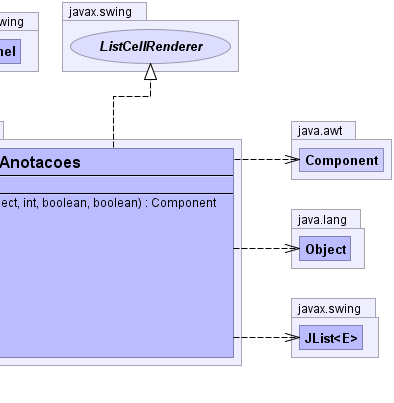 wing
javax.swing
nel
ListCellRenderer
java.awt
Anotacoes
Component
ect, int, boolean, boolean) : Component
java.lang
Object
javax.swing
JList<E>